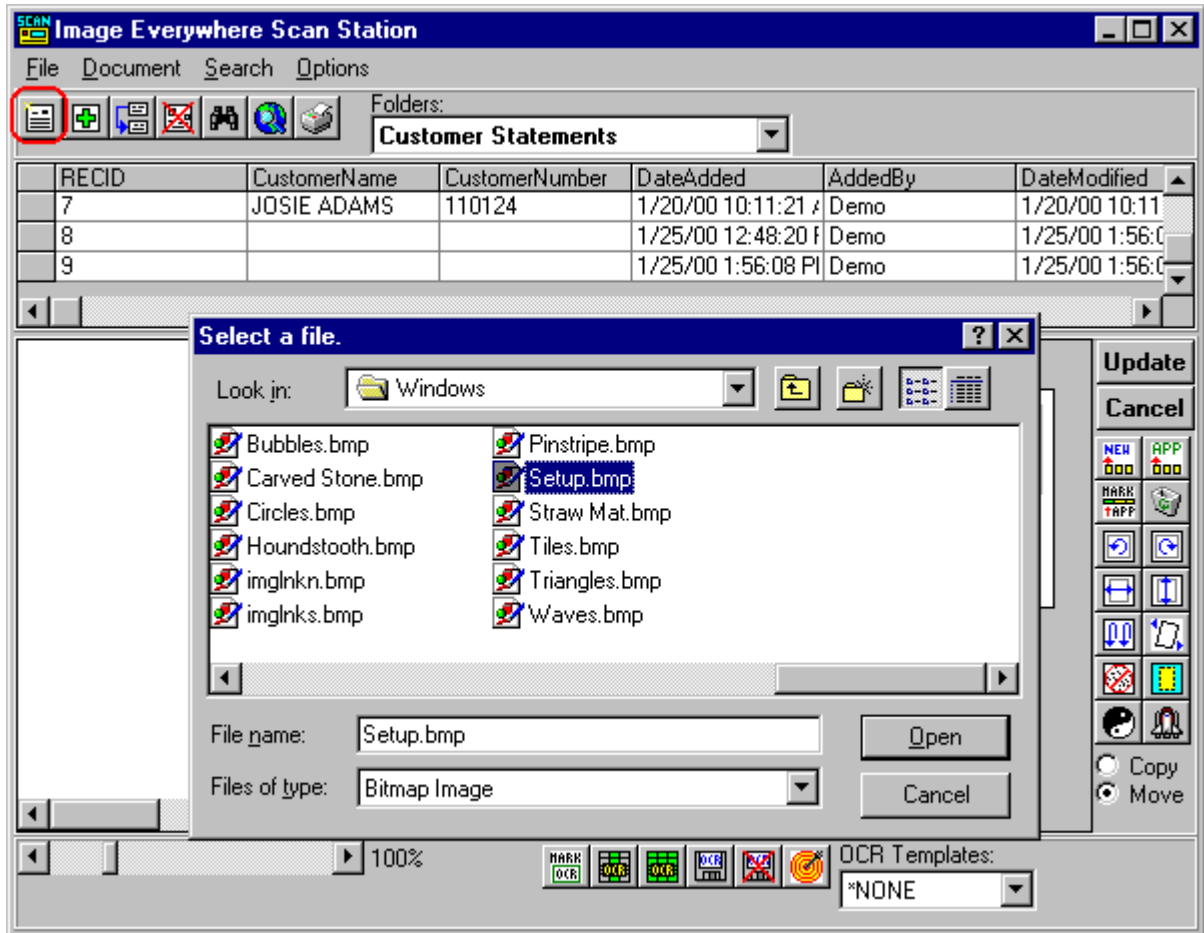 SCAN Image Everywhere Scan Station
File Document Search Options
Folders:
Customer Statements
RECID CustomerName CustomerNumber DateAdded AddedBy DateModified
7 JOSIE ADAMS 110124 1/20/00 10:11:21 Demo 1/20/00 10:11
8 1/25/00 12:48:20 Demo 1/25/00 1:56:0
9 1/25/00 1:56:08 PI Demo 1/25/00 1:56:0
Select a file.
Look in: Windows
Bubbles.bmp Pinstripe.bmp
Carved Stone.bmp Setup.bmp
Circles.bmp Straw Mat.bmp
Houndstooth.bmp Tiles.bmp
imglnkn.bmp Triangles.bmp
imglnks.bmp Waves.bmp
File name: Setup.bmp Open
Files of type: Bitmap Image Cancel
Update
Cancel
NEW APP
MARK
APP
Copy
Move
100% MARK OCR OCR OCR OCR OCR OCR Templates:
*NONE